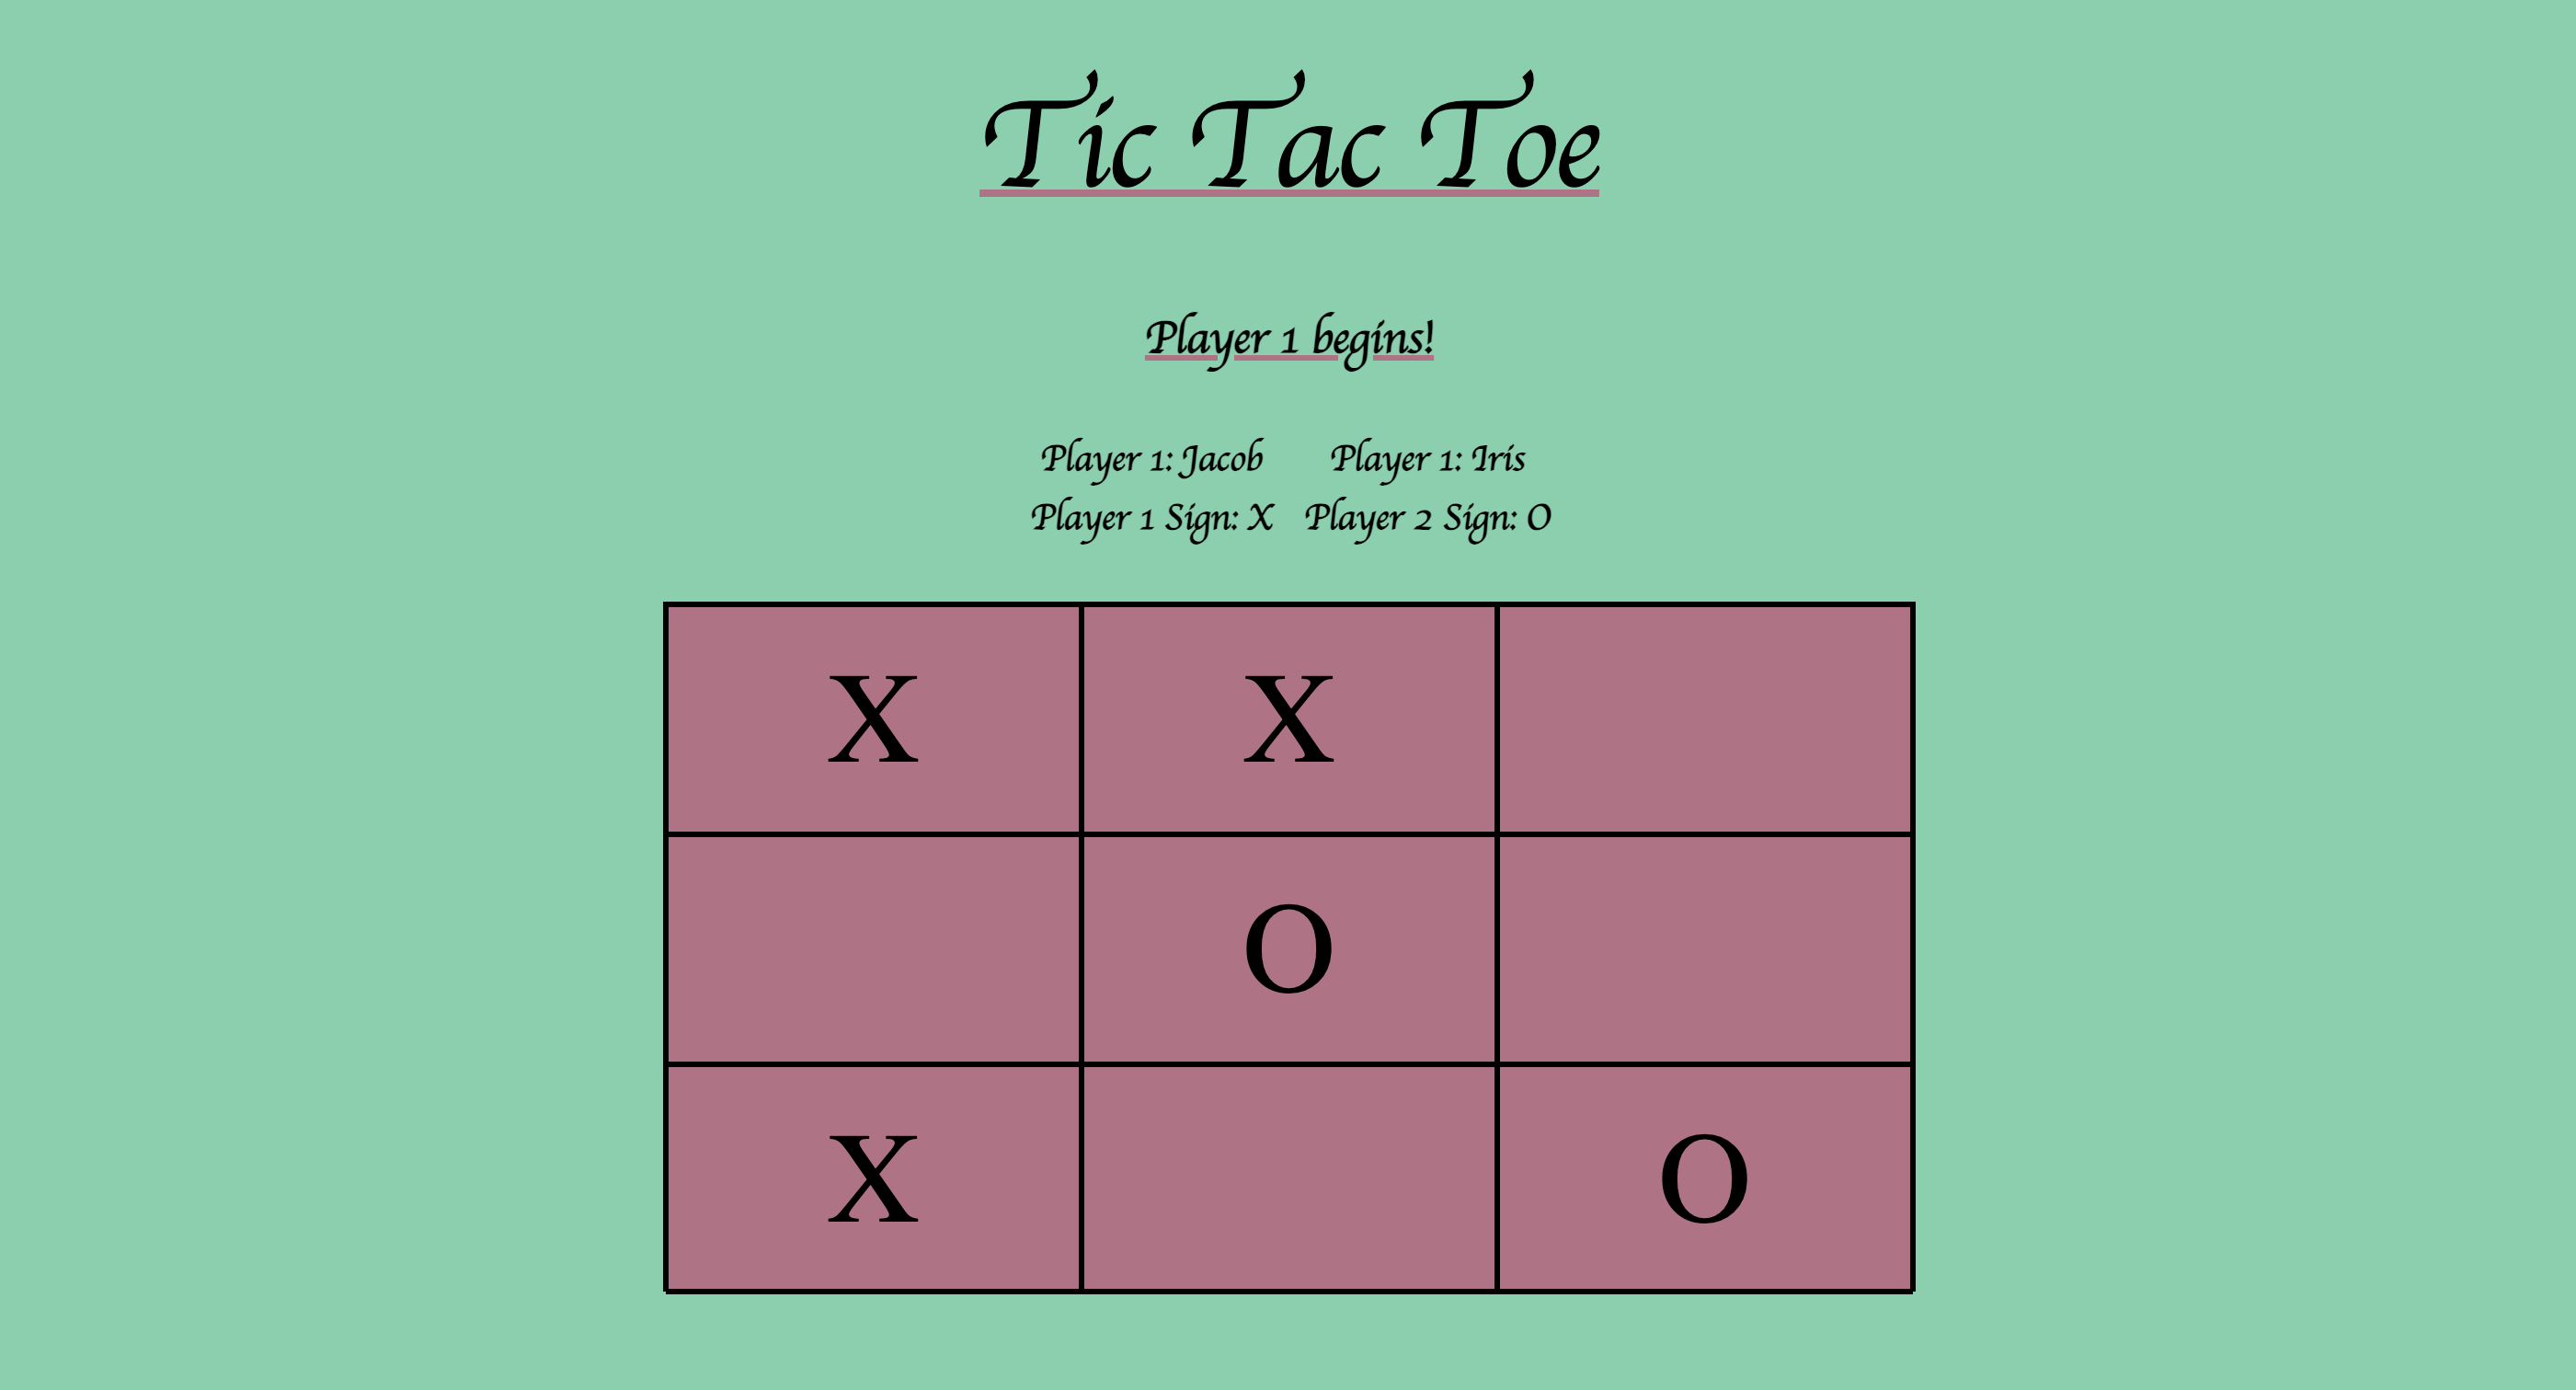 Tic Tac Toe
Player 1 begins!
Player 1: Jacob Player 1: Iris
Player 1 Sign: X Player 2 Sign: O
X X
O
X O